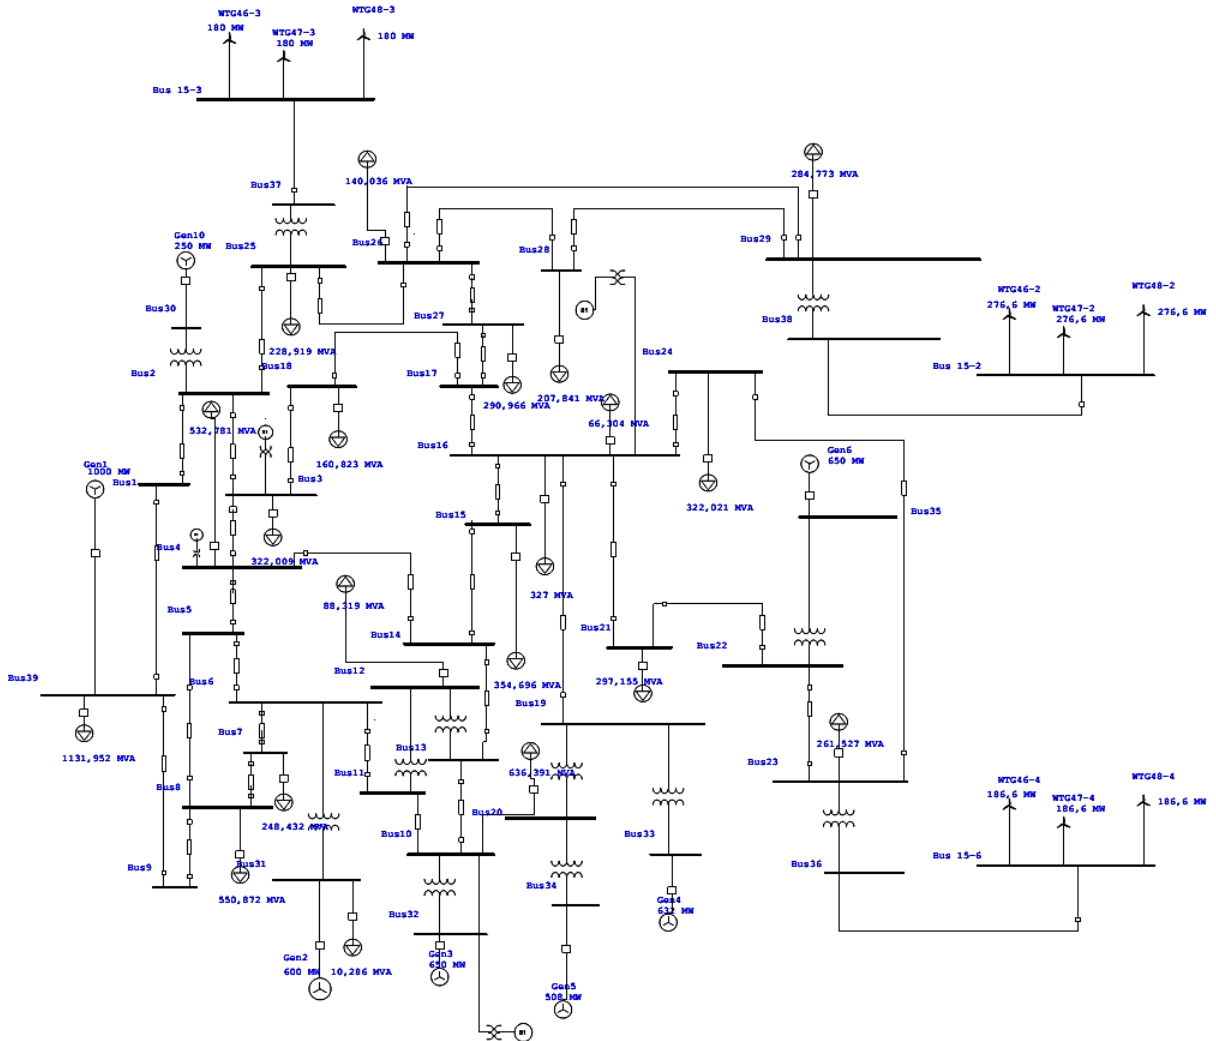 WTG46-3
180 MW
WTG47-3
180 MW
WTG48-3
180 MW
Bus 15-3
Bus37
140,036 MVA
284,773 MVA
Gen10
250 MW
Bus25
Bus26
Bus28
Bus29
Bus30
Bus27
Bus38
WTG46-2
276,6 MW
WTG47-2
276,6 MW
WTG48-2
276,6 MW
Bus2
228,919 MVA
Bus18
Bus17
Bus24
Bus 15-2
290,966 MVA
207,841 MVA
532,781 MVA
66,304 MVA
160,823 MVA
Bus16
Gen1
1000 MW
Bus1
Bus3
Gen6
650 MW
322,021 MVA
Bus35
Bus15
Bus4
322,009 MVA
327 MVA
88,319 MVA
Bus5
Bus14
Bus21
Bus22
Bus39
Bus6
Bus12
354,696 MVA
297,155 MVA
Bus19
Bus7
Bus13
1131,952 MVA
261,527 MVA
Bus8
Bus11
636,391 MVA
Bus23
WTG46-4
186,6 MW
WTG47-4
186,6 MW
WTG48-4
186,6 MW
248,432 MVA
Bus20
Bus10
Bus33
Bus9
Bus31
Bus34
Bus36
Bus 15-6
550,872 MVA
Bus32
Gen4
632 MW
Gen2
600 MW
10,286 MVA
Gen3
650 MW
Gen5
508 MW